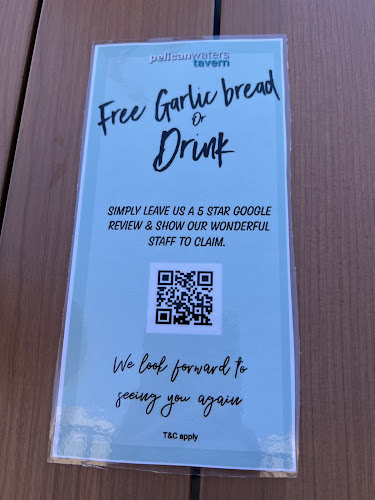 pelicanwaters
tavern
Free Garlic bread
Or
Drink
SIMPLY LEAVE US A 5 STAR GOOGLE
REVIEW & SHOW OUR WONDERFUL
STAFF TO CLAIM.
We look forward to
seeing you again
T&C apply